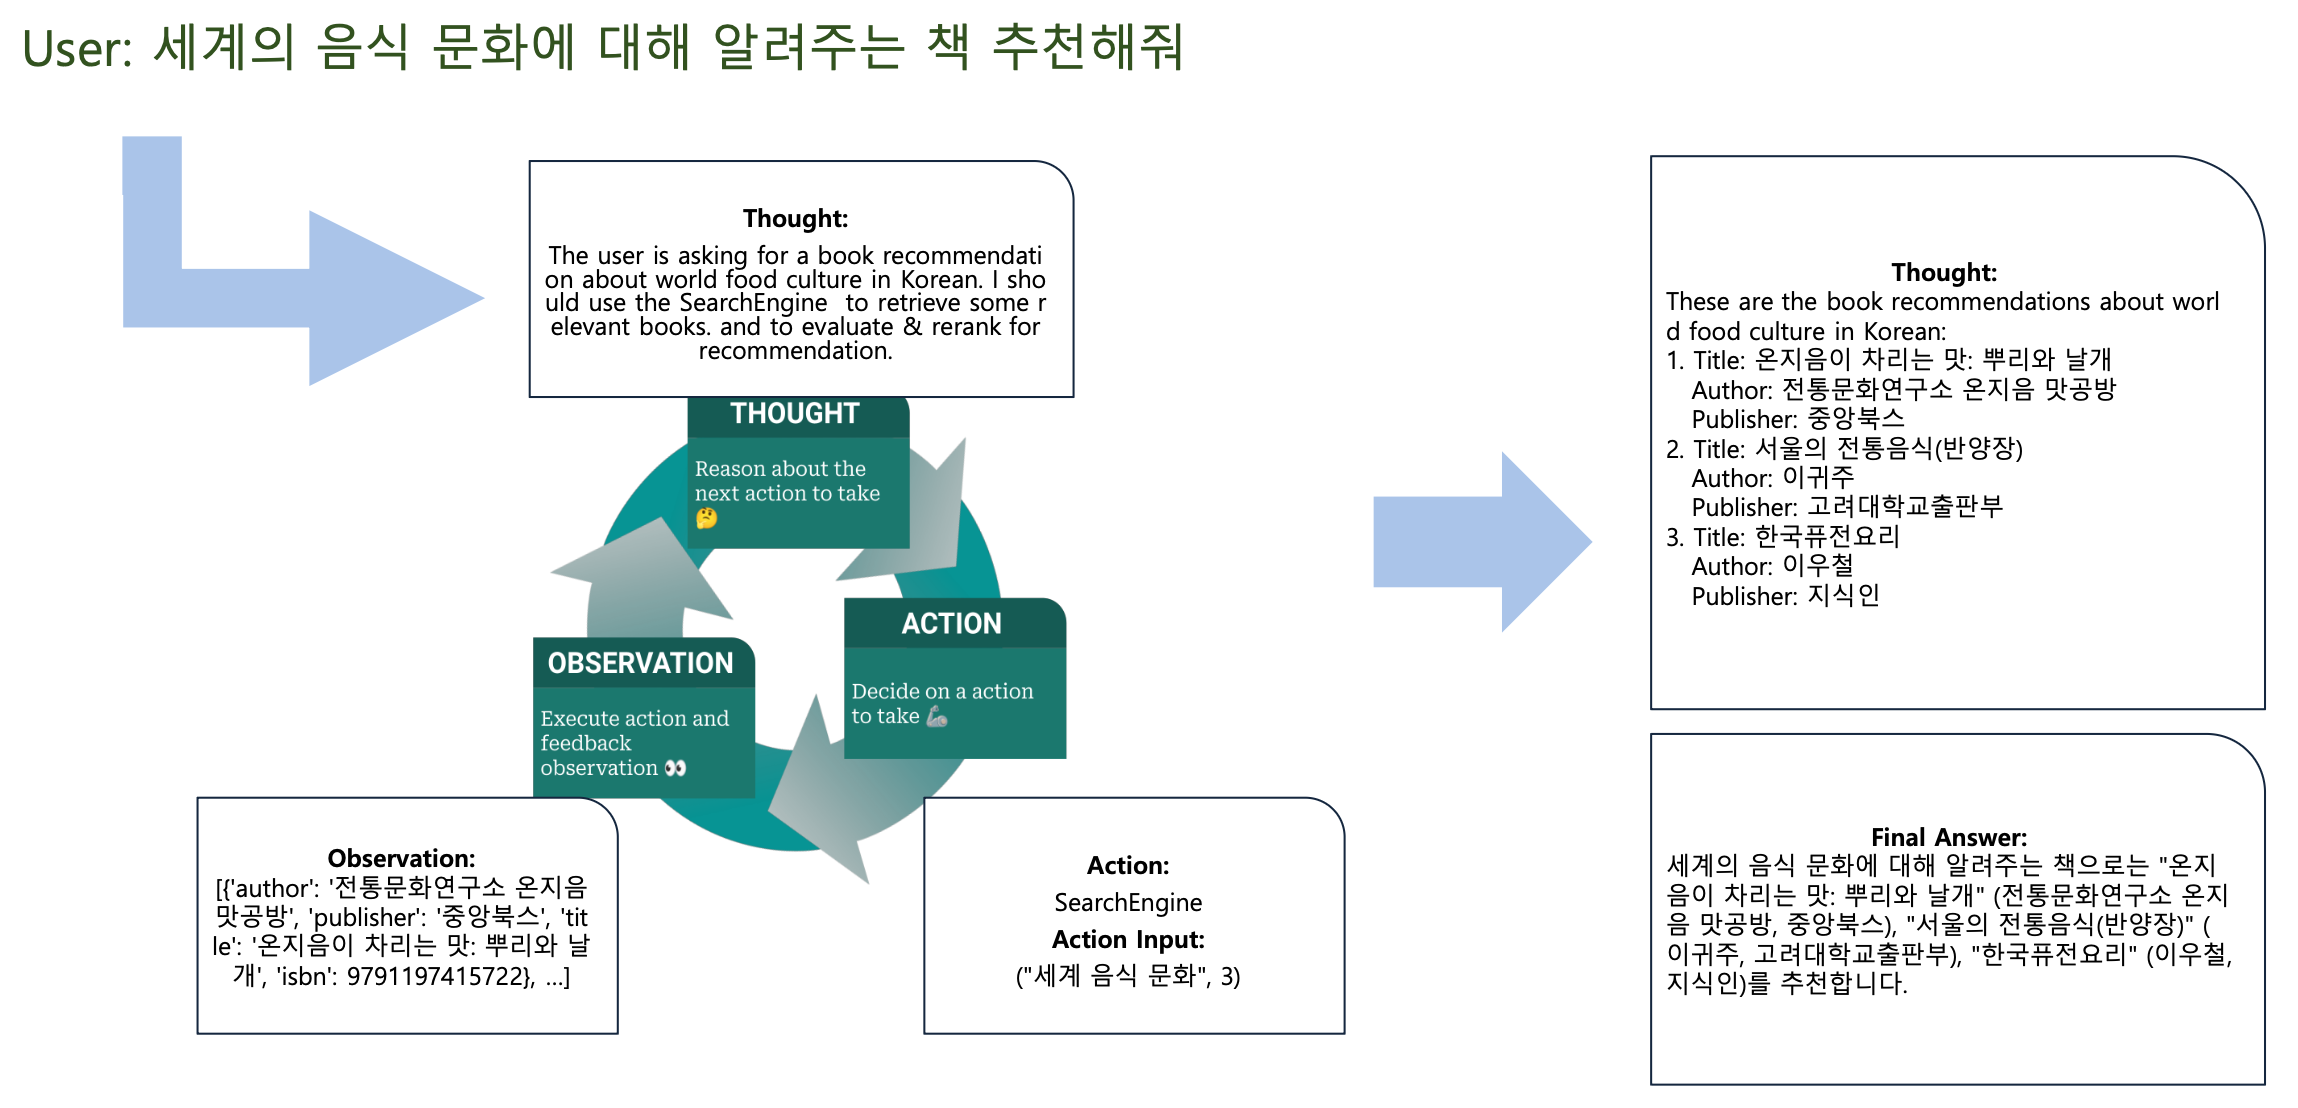 User: 세계의 음식 문화에 대해 알려주는 책 추천해줘
Thought:
The user is asking for a book recommendati
on about world food culture in Korean. I sho
uld use the SearchEngine  to retrieve some r
elevant books. and to evaluate & rerank for
recommendation.
THOUGHT
Reason about the
next action to take
🤔
ACTION
Decide on a action
to take 🦾
OBSERVATION
Execute action and
feedback
observation 👀
Observation:
[{'author': '전통문화연구소 온지음
맛공방', 'publisher': '중앙북스', 'tit
le': '온지음이 차리는 맛: 뿌리와 날
개', 'isbn': 9791197415722}, ...]
Action:
SearchEngine
Action Input:
("세계 음식 문화", 3)
Thought:
These are the book recommendations about worl
d food culture in Korean:
1. Title: 온지음이 차리는 맛: 뿌리와 날개
Author: 전통문화연구소 온지음 맛공방
Publisher: 중앙북스
2. Title: 서울의 전통음식(반양장)
Author: 이귀주
Publisher: 고려대학교출판부
3. Title: 한국퓨전요리
Author: 이우철
Publisher: 지식인
Final Answer:
세계의 음식 문화에 대해 알려주는 책으로는 "온지
음이 차리는 맛: 뿌리와 날개" (전통문화연구소 온지
음 맛공방, 중앙북스), "서울의 전통음식(반양장)" (
이귀주, 고려대학교출판부), "한국퓨전요리" (이우철,
지식인)를 추천합니다.